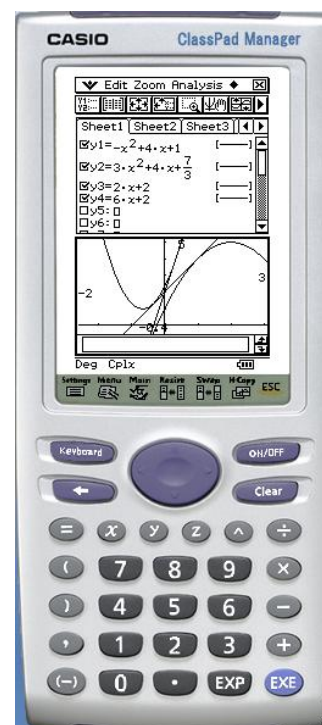 CASIO ClassPad Manager
Edit Zoom Analysis ◆
Sheet1 Sheet2 Sheet3
y1=-x²+4·x+1 [—]
y2=3·x²+4·x+7/3 [—]
y3=2·x+2 [—]
y4=6·x+2 [—]
y5:▯
y6:▯
5
-2 3
-0.4
Deg Cplx
Settings Menu Main Resize Swap H-Copy ESC
Keyboard ON/OFF
Clear
= x y z ^ ÷
( 7 8 9 ×
) 4 5 6 −
, 1 2 3 +
(−) 0 · EXP EXE